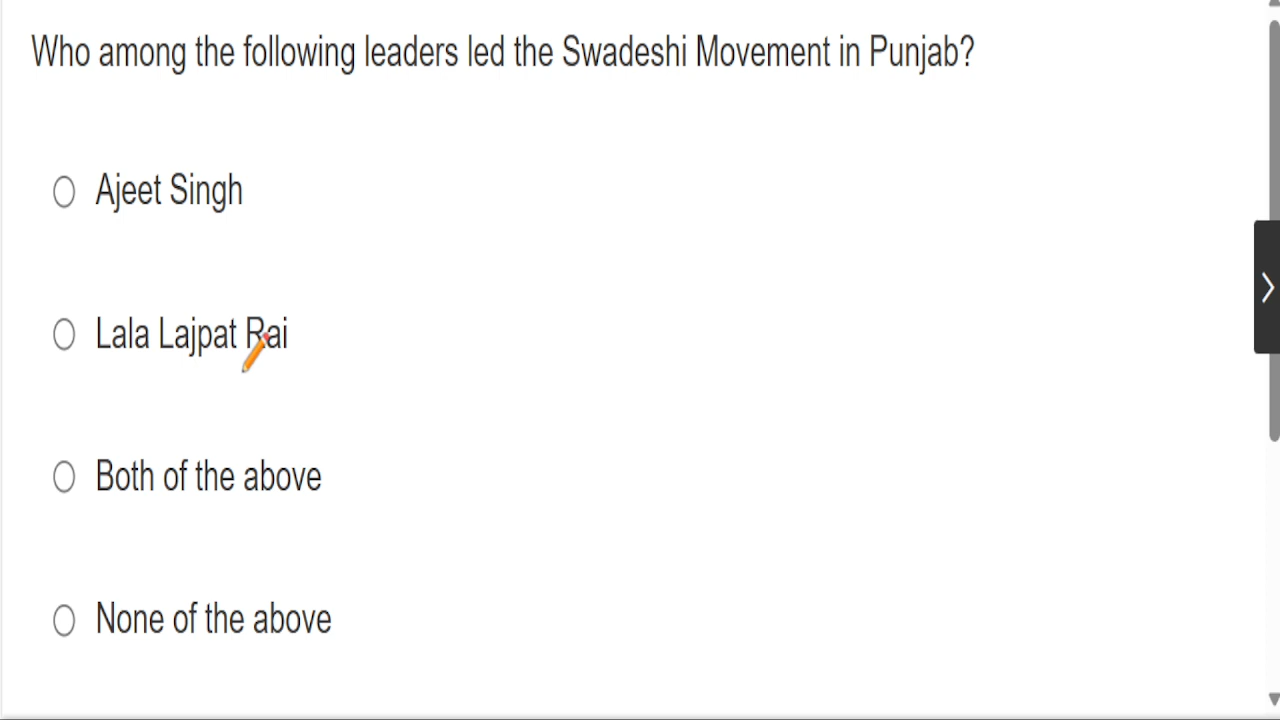 Who among the following leaders led the Swadeshi Movement in Punjab?
Ajeet Singh
Lala Lajpat Rai
Both of the above
None of the above